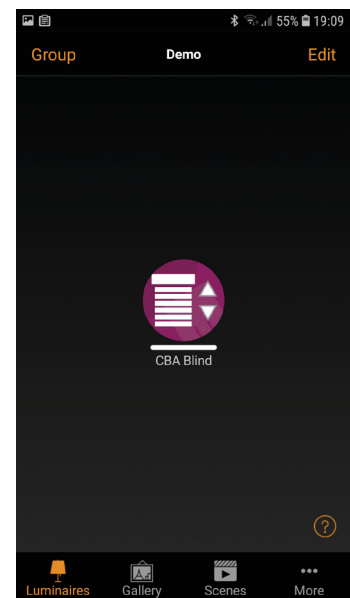 55% 19:09
Group Demo Edit
CBA Blind
?
Luminaires Gallery Scenes More